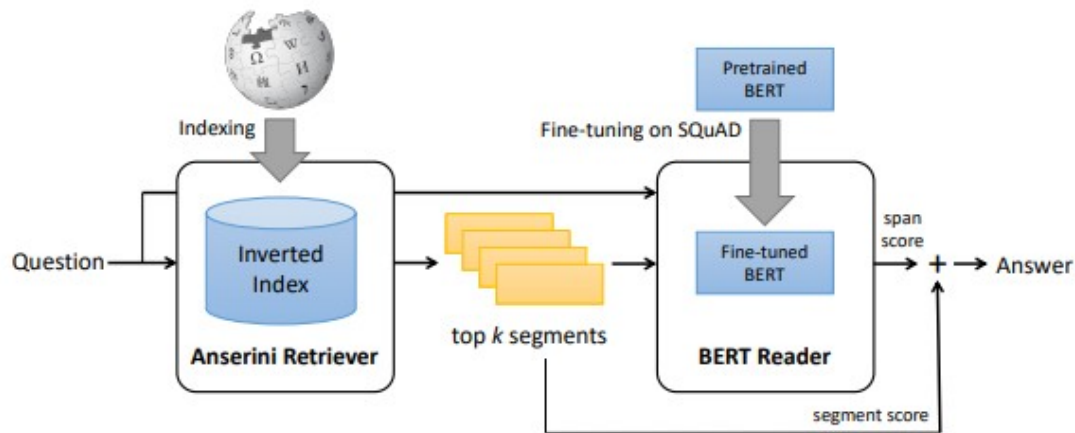 Pretrained
BERT
Indexing
Fine-tuning on SQuAD
Question
Inverted
Index
Fine-tuned
BERT
span
score
+
Answer
top k segments
Anserini Retriever
BERT Reader
segment score
Ω
W
И
7